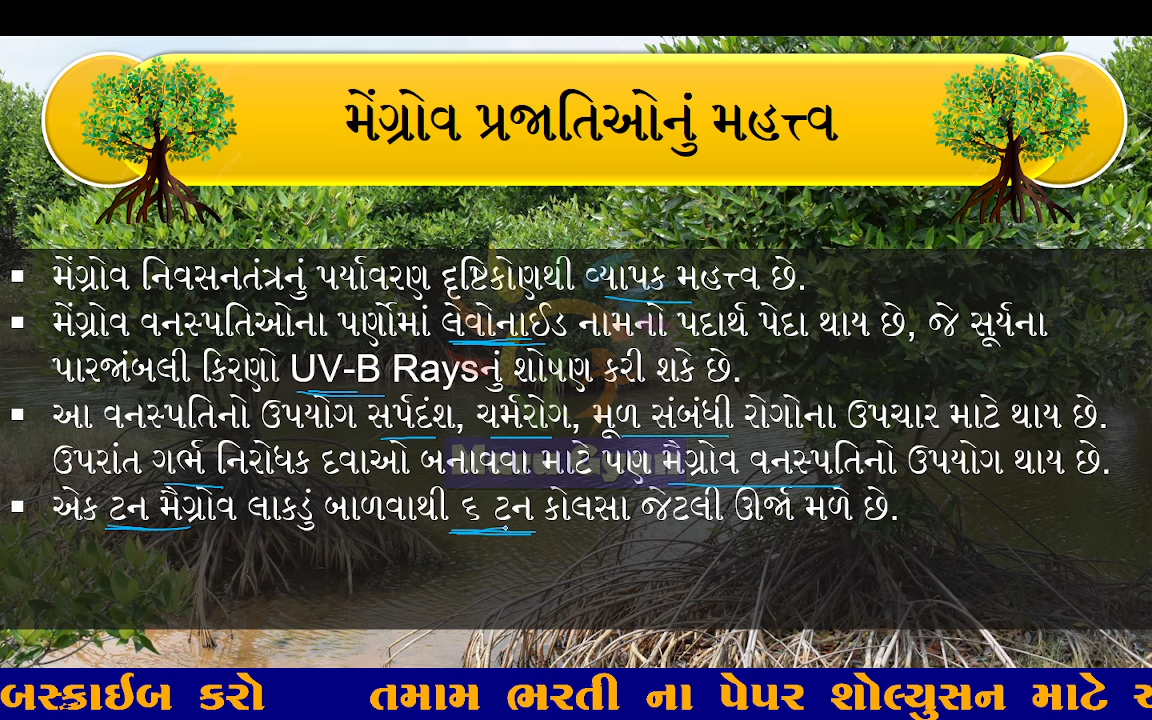 મેંગ્રોવ પ્રજાતિઓનું મહત્ત્વ
▪ મેંગ્રોવ નિવસનતંત્રનું પર્યાવરણ દૃષ્ટિકોણથી વ્યાપક મહત્ત્વ છે.
▪ મેંગ્રોવ વનસ્પતિઓના પર્ણોમાં લેવોનાઈડ નામનો પદાર્થ પેદા થાય છે, જે સૂર્યના
પારજાંબલી કિરણો UV-B Raysનું શોષણ કરી શકે છે.
▪ આ વનસ્પતિનો ઉપયોગ સર્પદંશ, ચર્મરોગ, મૂળ સંબંધી રોગોના ઉપચાર માટે થાય છે.
ઉપરાંત ગર્ભ નિરોધક દવાઓ બનાવવા માટે પણ મૈગ્રોવ વનસ્પતિનો ઉપયોગ થાય છે.
▪ એક ટન મૈગ્રોવ લાકડું બાળવાથી ૬ ટન કોલસા જેટલી ઊર્જા મળે છે.
બસ્ક્રાઈબ કરો તમામ ભરતી ના પેપર શોલ્યુસન માટે